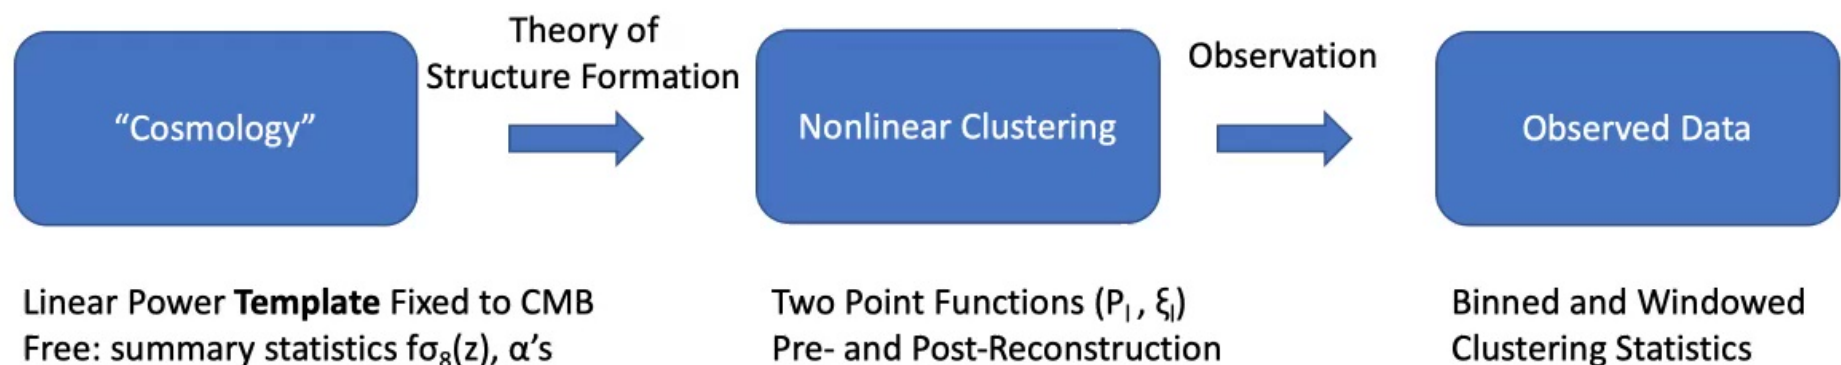 Theory of
Structure Formation
Observation
“Cosmology”
Nonlinear Clustering
Observed Data
Linear Power Template Fixed to CMB
Free: summary statistics fσ₈(z), α’s
Two Point Functions (Pₗ , ξₗ)
Pre- and Post-Reconstruction
Binned and Windowed
Clustering Statistics